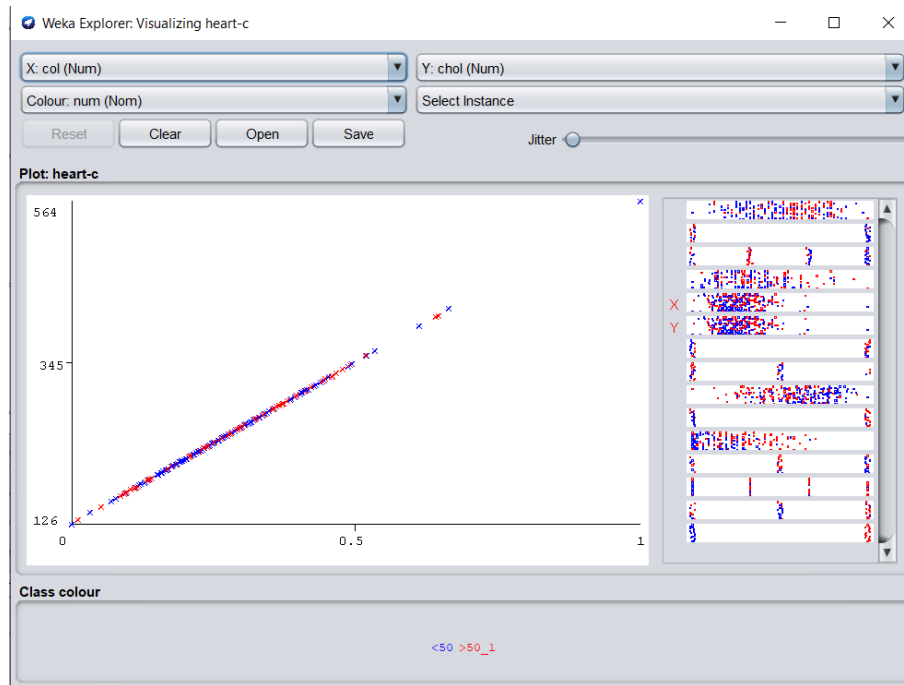 Weka Explorer: Visualizing heart-c
X: col (Num) Y: chol (Num)
Colour: num (Nom) Select Instance
Reset Clear Open Save Jitter
Plot: heart-c
564
345
126
0 0.5 1
X
Y
Class colour
<50 >50_1